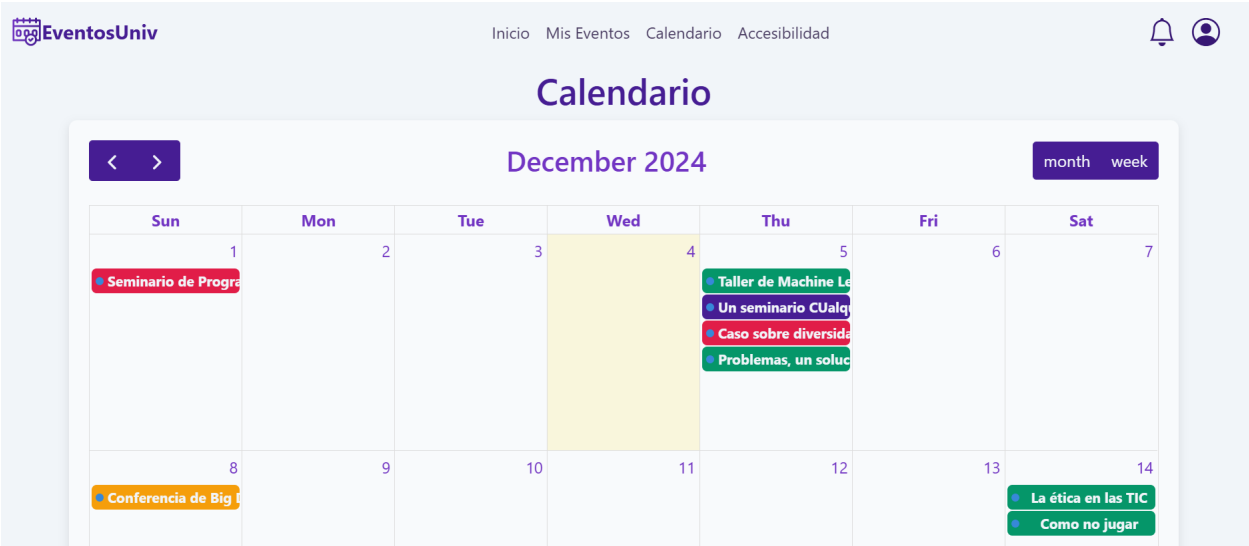 EventosUniv
Inicio Mis Eventos Calendario Accesibilidad
Calendario
December 2024
month week
Sun Mon Tue Wed Thu Fri Sat
1 2 3 4 5 6 7
Seminario de Progra
Taller de Machine Le
Un seminario CUalq
Caso sobre diversida
Problemas, un soluc
8 9 10 11 12 13 14
Conferencia de Big
La ética en las TIC
Como no jugar